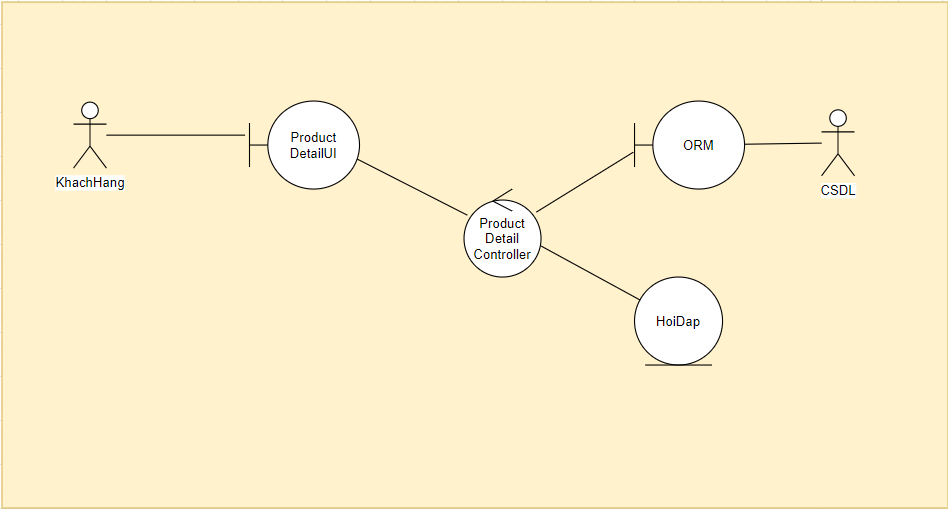 Product
DetailUI
ORM
KhachHang
CSDL
Product
Detail
Controller
HoiDap